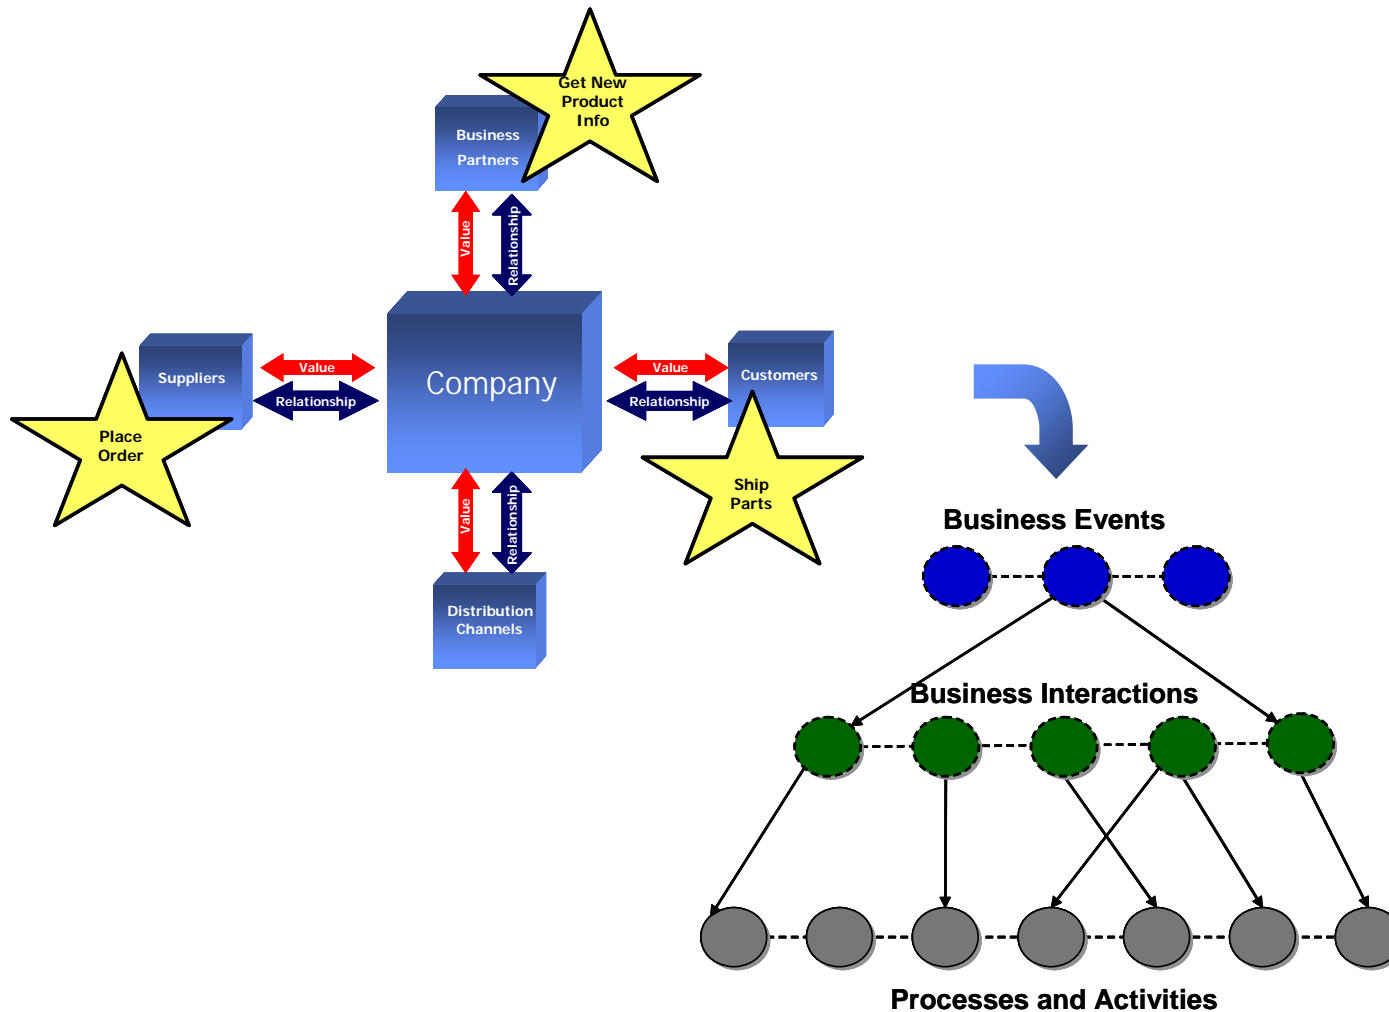 Get New
Product
Info
Business
Partners
Value
Relationship
Suppliers
Value
Relationship
Company
Value
Relationship
Customers
Place
Order
Ship
Parts
Value
Relationship
Distribution
Channels
Business Events
Business Interactions
Processes and Activities